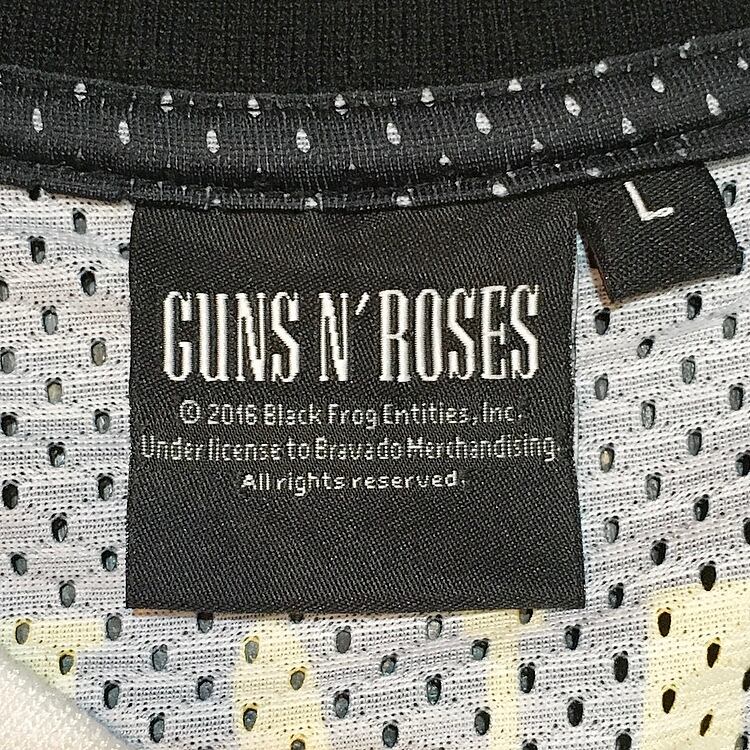 L
GUNS N' ROSES
© 2016 Black Frog Entities, Inc.
Under license to Bravado Merchandising.
All rights reserved.